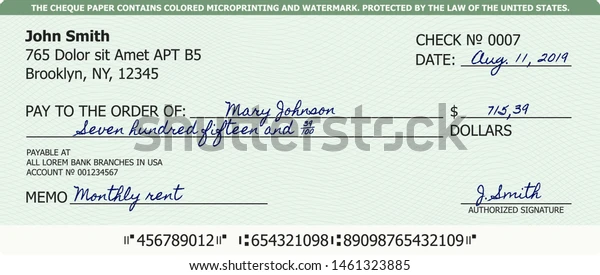 THE CHEQUE PAPER CONTAINS COLORED MICROPRINTING AND WATERMARK. PROTECTED BY THE LAW OF THE UNITED STATES.
John Smith
765 Dolor sit Amet APT B5
Brooklyn, NY, 12345
CHECK № 0007
DATE: Aug. 11, 2019
PAY TO THE ORDER OF: Mary Johnson $ 715,39
Seven hundred fifteen and 39/100 DOLLARS
shutterstock
PAYABLE AT
ALL LOREM BANK BRANCHES IN USA
ACCOUNT № 001234567
MEMO Monthly rent J.Smith
AUTHORIZED SIGNATURE
⑈456789012 ⑆654321098⑆89098765432109⑈
shutterstock.com · 1461323885